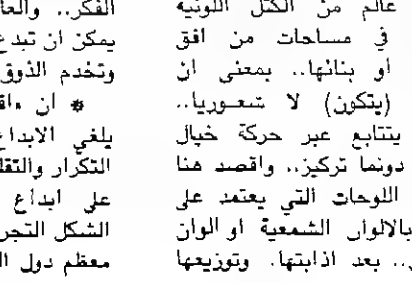 عالم من الكتل اللونية
في مساحات من افق
أو بنائها.. بمعنى ان
(يتكون) لا شعوريا..
يتتابع عبر حركة خيال
دونما تركيز.. واقصد هنا
اللوحات التي يعتمد على
بالالوان الشمعية او الوان
.. بعد اذابتها. وتوزيعها
الفكر.. والعا
يمكن ان تبدع
وتخدم الذوق
* ان «اق
يلغي الابداع
التكرار والتقل
على ابداع
الشكل التجر
معظم دول ال